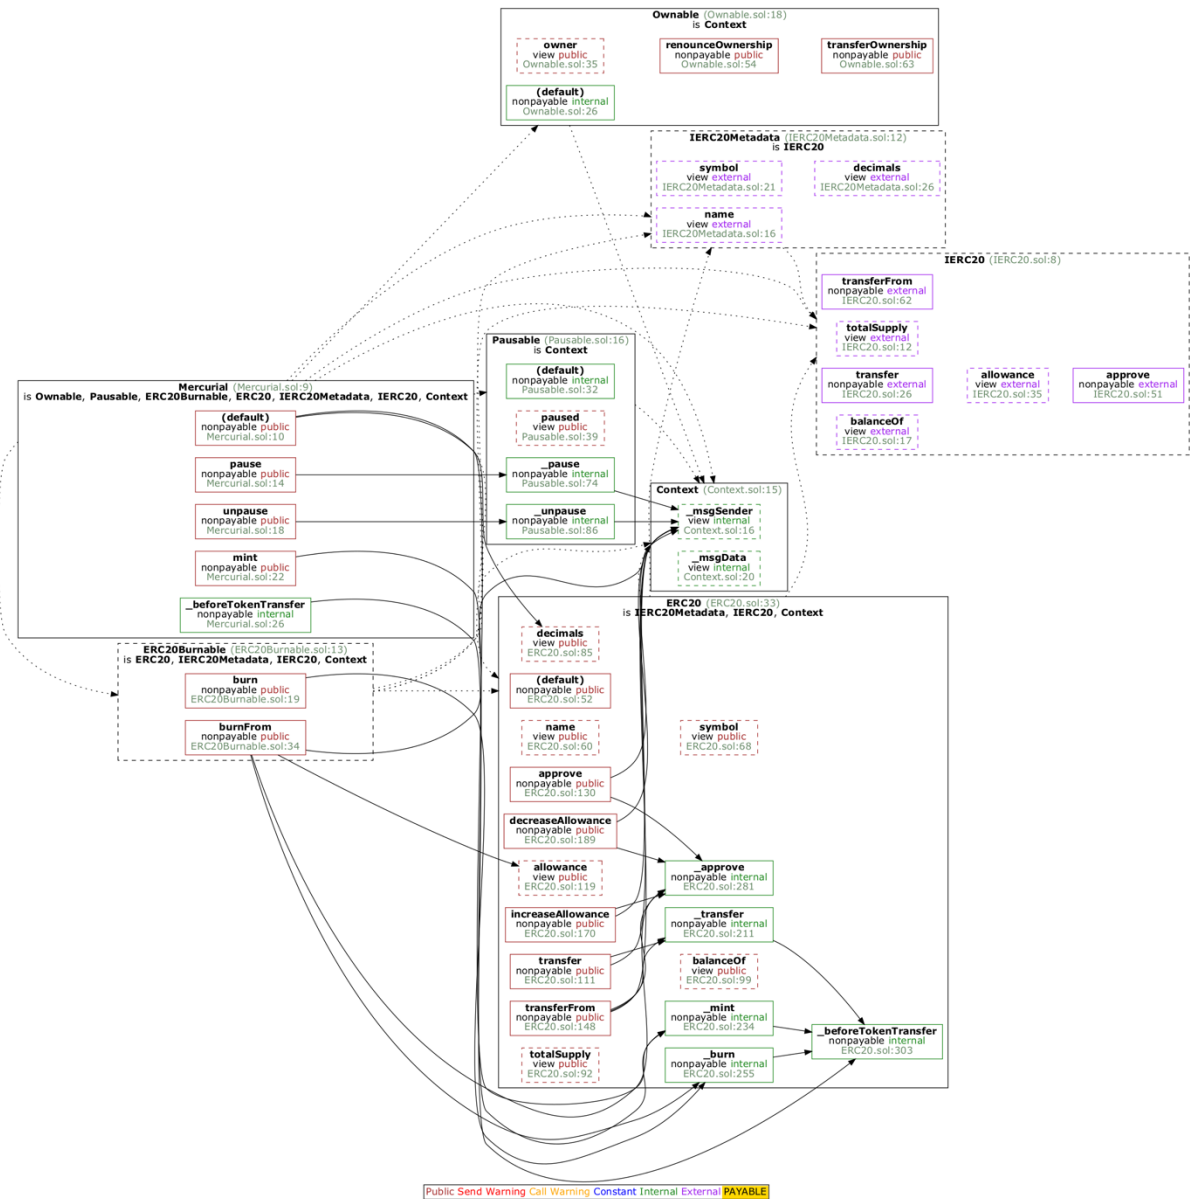 Ownable (Ownable.sol:18)
is Context
owner
view public
Ownable.sol:35
renounceOwnership
nonpayable public
Ownable.sol:54
transferOwnership
nonpayable public
Ownable.sol:63
(default)
nonpayable internal
Ownable.sol:26
IERC20Metadata (IERC20Metadata.sol:12)
is IERC20
symbol
view external
IERC20Metadata.sol:21
decimals
view external
IERC20Metadata.sol:26
name
view external
IERC20Metadata.sol:16
IERC20 (IERC20.sol:8)
transferFrom
nonpayable external
IERC20.sol:62
totalSupply
view external
IERC20.sol:12
transfer
nonpayable external
IERC20.sol:26
allowance
view external
IERC20.sol:35
approve
nonpayable external
IERC20.sol:51
balanceOf
view external
IERC20.sol:17
Pausable (Pausable.sol:16)
is Context
(default)
nonpayable internal
Pausable.sol:32
paused
view public
Pausable.sol:39
_pause
nonpayable internal
Pausable.sol:74
_unpause
nonpayable internal
Pausable.sol:86
Mercurial (Mercurial.sol:9)
is Ownable, Pausable, ERC20Burnable, ERC20, IERC20Metadata, IERC20, Context
(default)
nonpayable public
Mercurial.sol:10
pause
nonpayable public
Mercurial.sol:14
unpause
nonpayable public
Mercurial.sol:18
mint
nonpayable public
Mercurial.sol:22
_beforeTokenTransfer
nonpayable internal
Mercurial.sol:26
Context (Context.sol:15)
_msgSender
view internal
Context.sol:16
_msgData
view internal
Context.sol:20
ERC20Burnable (ERC20Burnable.sol:13)
is ERC20, IERC20Metadata, IERC20, Context
burn
nonpayable public
ERC20Burnable.sol:19
burnFrom
nonpayable public
ERC20Burnable.sol:34
ERC20 (ERC20.sol:33)
is IERC20Metadata, IERC20, Context
decimals
view public
ERC20.sol:85
(default)
nonpayable public
ERC20.sol:52
name
view public
ERC20.sol:60
symbol
view public
ERC20.sol:68
approve
nonpayable public
ERC20.sol:130
decreaseAllowance
nonpayable public
ERC20.sol:189
allowance
view public
ERC20.sol:119
_approve
nonpayable internal
ERC20.sol:281
increaseAllowance
nonpayable public
ERC20.sol:170
_transfer
nonpayable internal
ERC20.sol:211
transfer
nonpayable public
ERC20.sol:111
balanceOf
view public
ERC20.sol:99
transferFrom
nonpayable public
ERC20.sol:148
_mint
nonpayable internal
ERC20.sol:234
_beforeTokenTransfer
nonpayable internal
ERC20.sol:303
totalSupply
view public
ERC20.sol:92
_burn
nonpayable internal
ERC20.sol:255
Public Send Warning Call Warning Constant Internal External PAYABLE